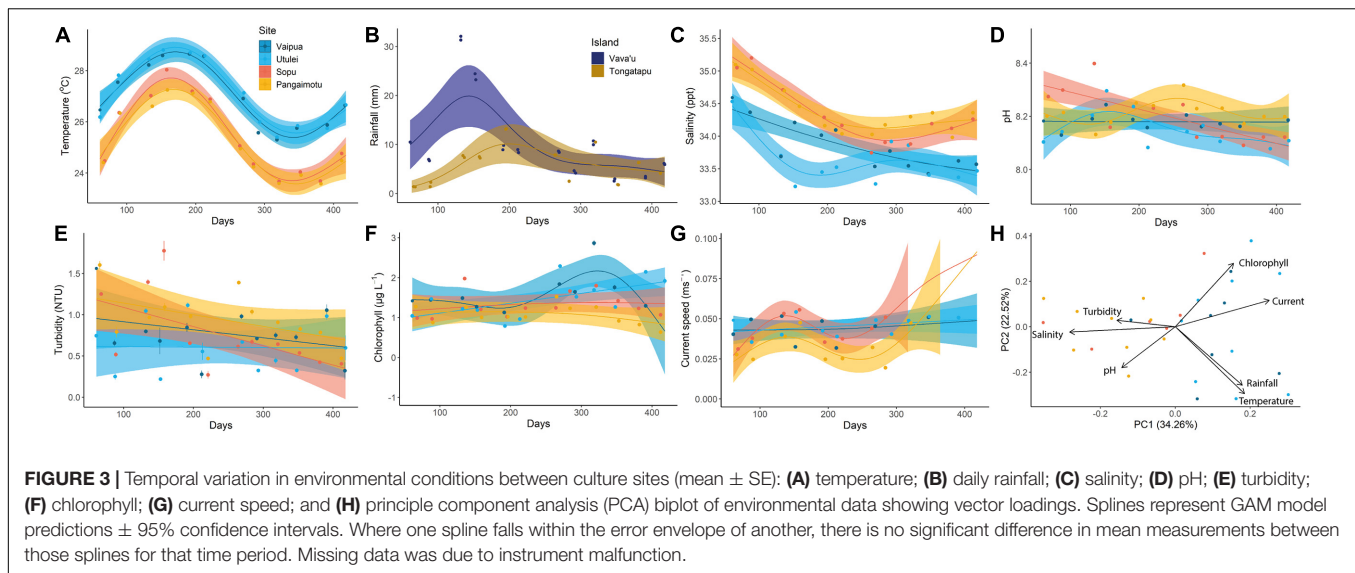 A
Site
Vaipua
Utulei
Sopu
Pangaimotu
Temperature (°C)
28
26
24
100 200 300 400
Days
B
Island
Vava'u
Tongatapu
Rainfall (mm)
30
20
10
0
100 200 300 400
Days
C
Salinity (ppt)
35.5
35.0
34.5
34.0
33.5
33.0
100 200 300 400
Days
D
pH
8.4
8.2
8.0
100 200 300 400
Days
E
Turbidity (NTU)
1.5
1.0
0.5
0.0
100 200 300 400
Days
F
Chlorophyll (µg L⁻¹)
3
2
1
0
-1
100 200 300 400
Days
G
Current speed (ms⁻¹)
0.100
0.075
0.050
0.025
0.000
100 200 300 400
Days
H
PC2 (22.52%)
0.4
0.2
0.0
-0.2
Chlorophyll
Current
Turbidity
Salinity
pH
Rainfall
Temperature
-0.2 0.0 0.2
PC1 (34.26%)
FIGURE 3 | Temporal variation in environmental conditions between culture sites (mean ± SE): (A) temperature; (B) daily rainfall; (C) salinity; (D) pH; (E) turbidity;
(F) chlorophyll; (G) current speed; and (H) principle component analysis (PCA) biplot of environmental data showing vector loadings. Splines represent GAM model
predictions ± 95% confidence intervals. Where one spline falls within the error envelope of another, there is no significant difference in mean measurements between
those splines for that time period. Missing data was due to instrument malfunction.